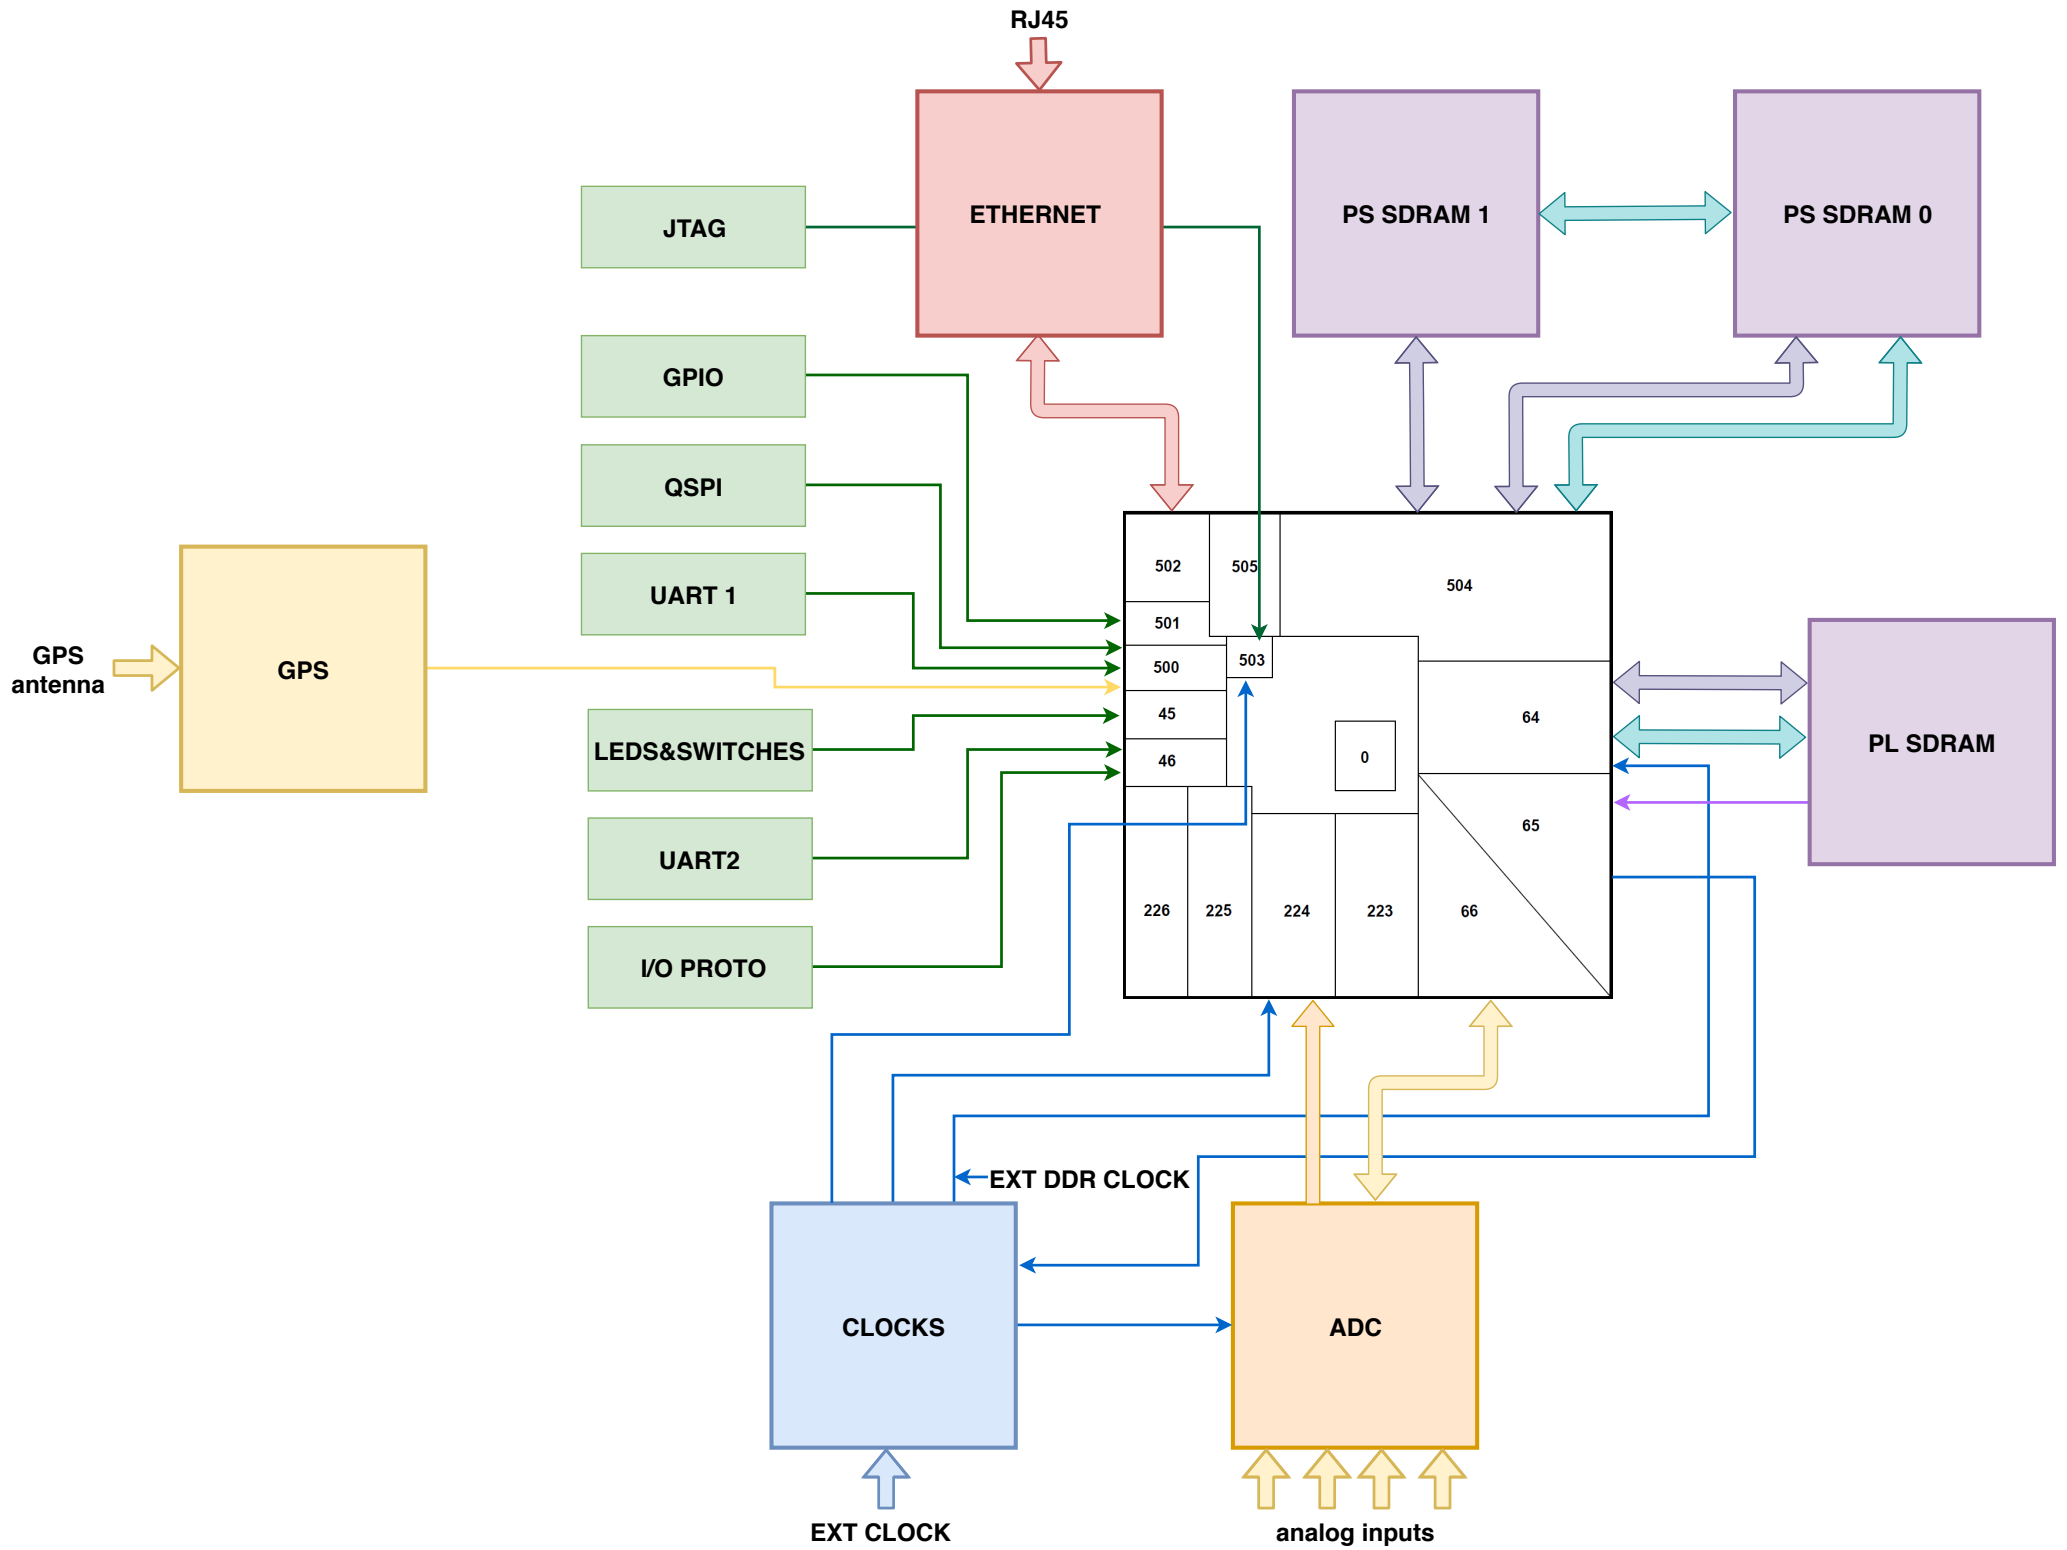 RJ45
ETHERNET
PS SDRAM 1
PS SDRAM 0
JTAG
GPIO
QSPI
UART 1
GPS
antenna
GPS
LEDS&SWITCHES
UART2
I/O PROTO
502
505
504
501
503
500
45
64
46
0
65
226
225
224
223
66
PL SDRAM
EXT DDR CLOCK
CLOCKS
ADC
EXT CLOCK
analog inputs